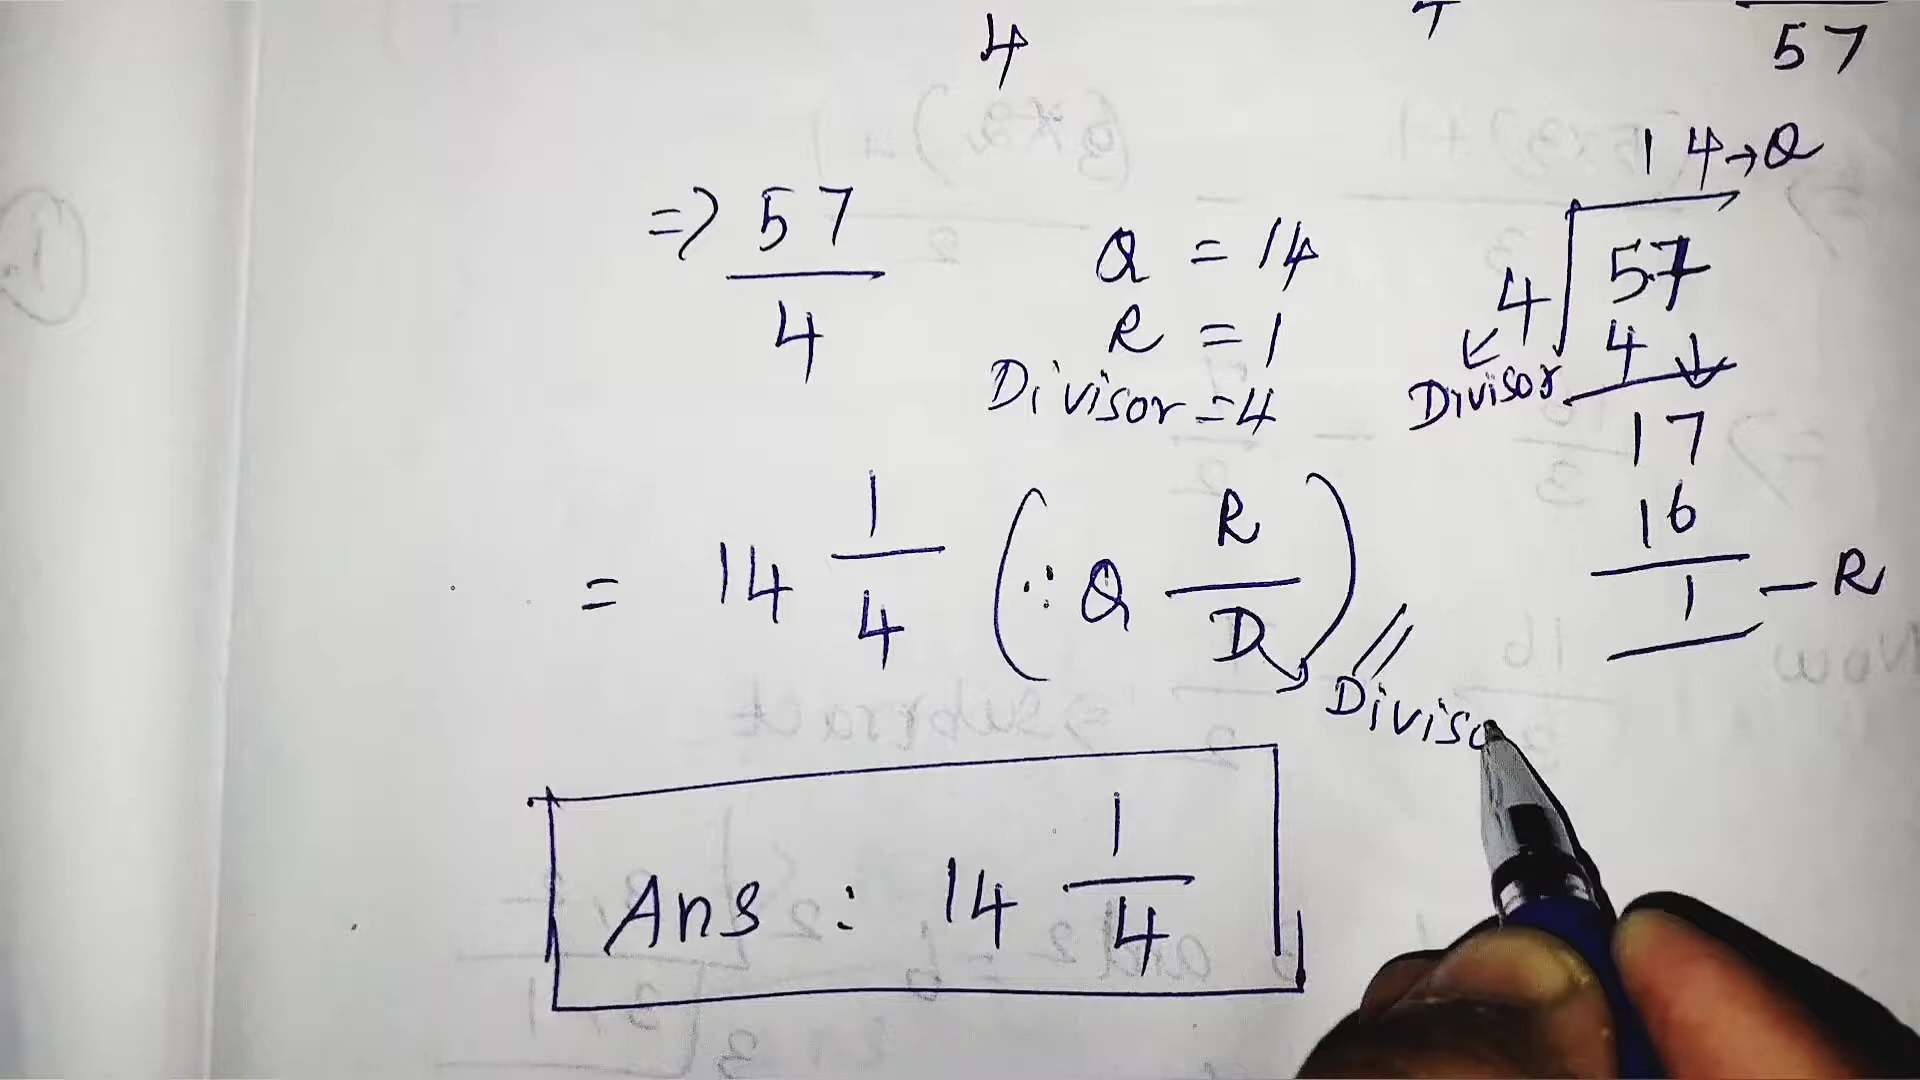 4
57
=> 57
4
Q = 14
R = 1
Divisor = 4
14 → Q
4 57
Divisor
4
17
16
1 – R
= 14 1/4 (∵ Q R/D)
Diviso
Ans : 14 1/4